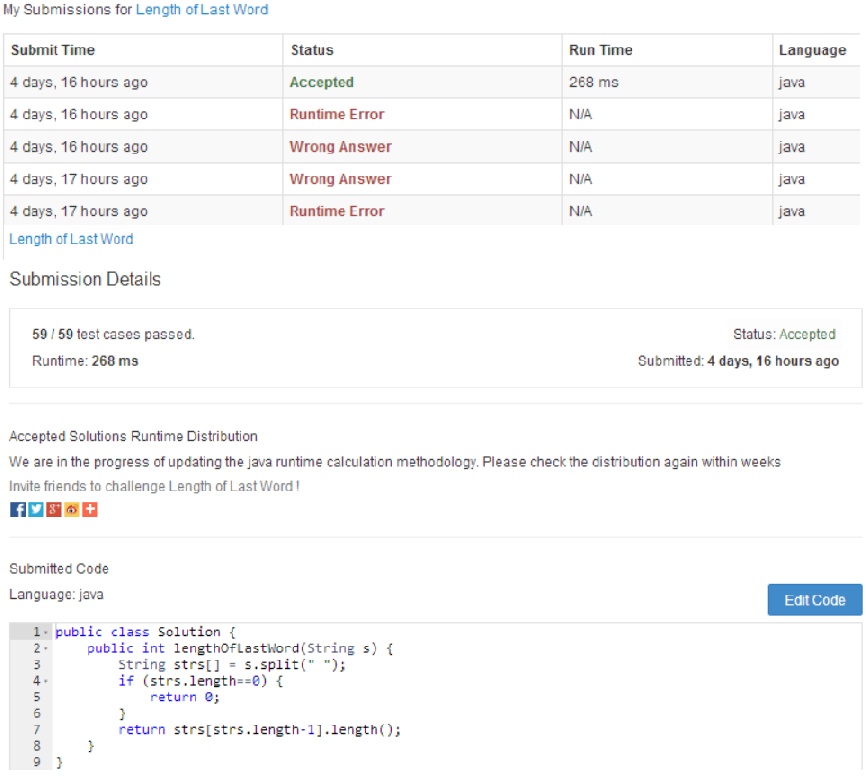 My Submissions for Length of Last Word
Submit Time Status Run Time Language
4 days, 16 hours ago Accepted 268 ms java
4 days, 16 hours ago Runtime Error N/A java
4 days, 16 hours ago Wrong Answer N/A java
4 days, 17 hours ago Wrong Answer N/A java
4 days, 17 hours ago Runtime Error N/A java
Length of Last Word
Submission Details
59 / 59 test cases passed. Status: Accepted
Runtime: 268 ms Submitted: 4 days, 16 hours ago
Accepted Solutions Runtime Distribution
We are in the progress of updating the java runtime calculation methodology. Please check the distribution again within weeks
Invite friends to challenge Length of Last Word !
Submitted Code
Language: java
Edit Code
1 public class Solution {
2 public int lengthOfLastWord(String s) {
3 String strs[] = s.split(" ");
4 if (strs.length==0) {
5 return 0;
6 }
7 return strs[strs.length-1].length();
8 }
9 }